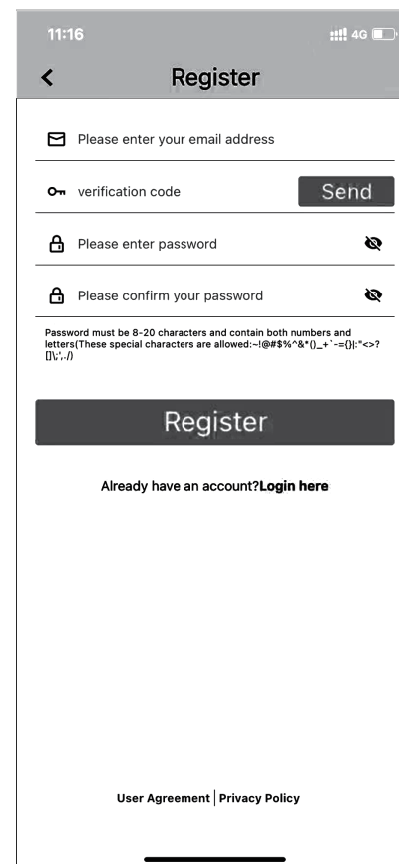 11:16
4G
Register
Please enter your email address
verification code
Send
Please enter password
Please confirm your password
Password must be 8-20 characters and contain both numbers and
letters(These special characters are allowed:~!@#$%^&*()_+`-={}|:"<>?
[]\;',./)
Register
Already have an account?Login here
User Agreement | Privacy Policy